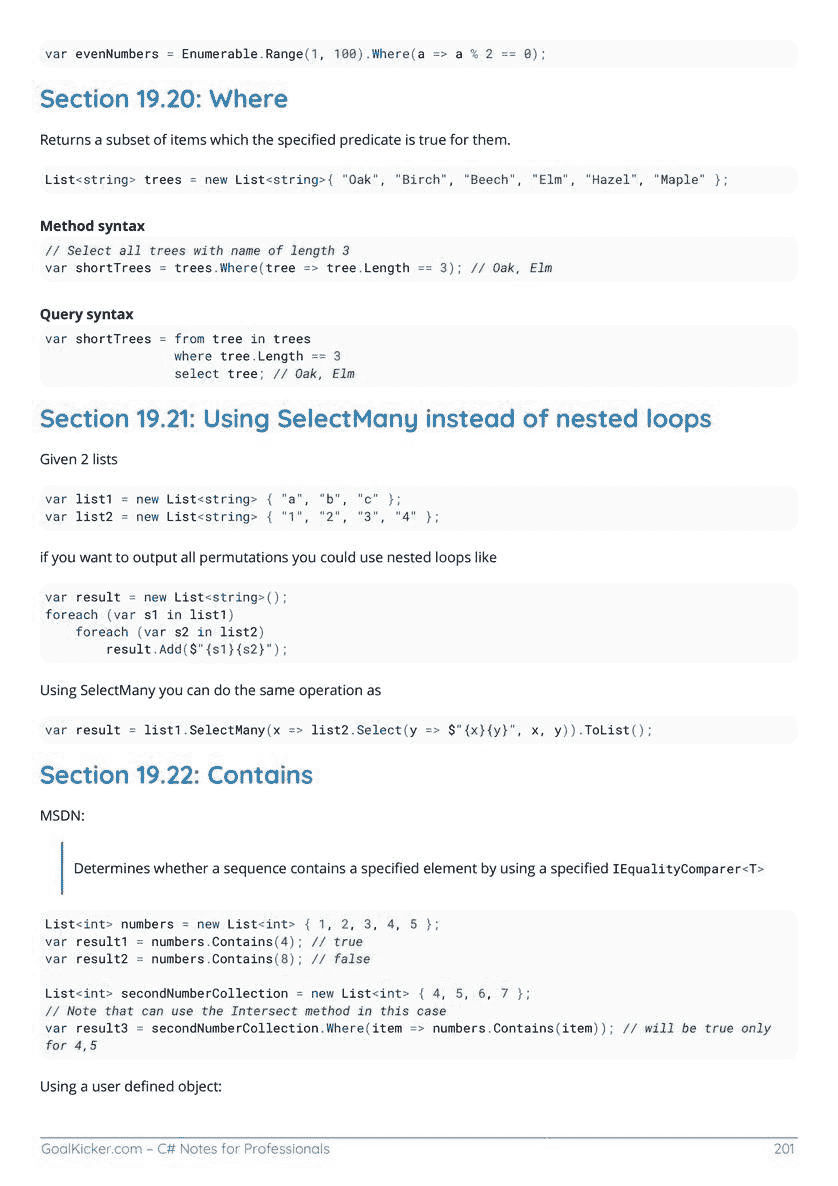 var evenNumbers = Enumerable.Range(1, 100).Where(a => a % 2 == 0);
Section 19.20: Where
Returns a subset of items which the specified predicate is true for them.
List<string> trees = new List<string>{ "Oak", "Birch", "Beech", "Elm", "Hazel", "Maple" };
Method syntax
// Select all trees with name of length 3
var shortTrees = trees.Where(tree => tree.Length == 3); // Oak, Elm
Query syntax
var shortTrees = from tree in trees
                 where tree.Length == 3
                 select tree; // Oak, Elm
Section 19.21: Using SelectMany instead of nested loops
Given 2 lists
var list1 = new List<string> { "a", "b", "c" };
var list2 = new List<string> { "1", "2", "3", "4" };
if you want to output all permutations you could use nested loops like
var result = new List<string>();
foreach (var s1 in list1)
    foreach (var s2 in list2)
        result.Add($"{s1}{s2}");
Using SelectMany you can do the same operation as
var result = list1.SelectMany(x => list2.Select(y => $"{x}{y}", x, y)).ToList();
Section 19.22: Contains
MSDN:
Determines whether a sequence contains a specified element by using a specified IEqualityComparer<T>
List<int> numbers = new List<int> { 1, 2, 3, 4, 5 };
var result1 = numbers.Contains(4); // true
var result2 = numbers.Contains(8); // false
List<int> secondNumberCollection = new List<int> { 4, 5, 6, 7 };
// Note that can use the Intersect method in this case
var result3 = secondNumberCollection.Where(item => numbers.Contains(item)); // will be true only
for 4,5
Using a user defined object:
GoalKicker.com – C# Notes for Professionals 201